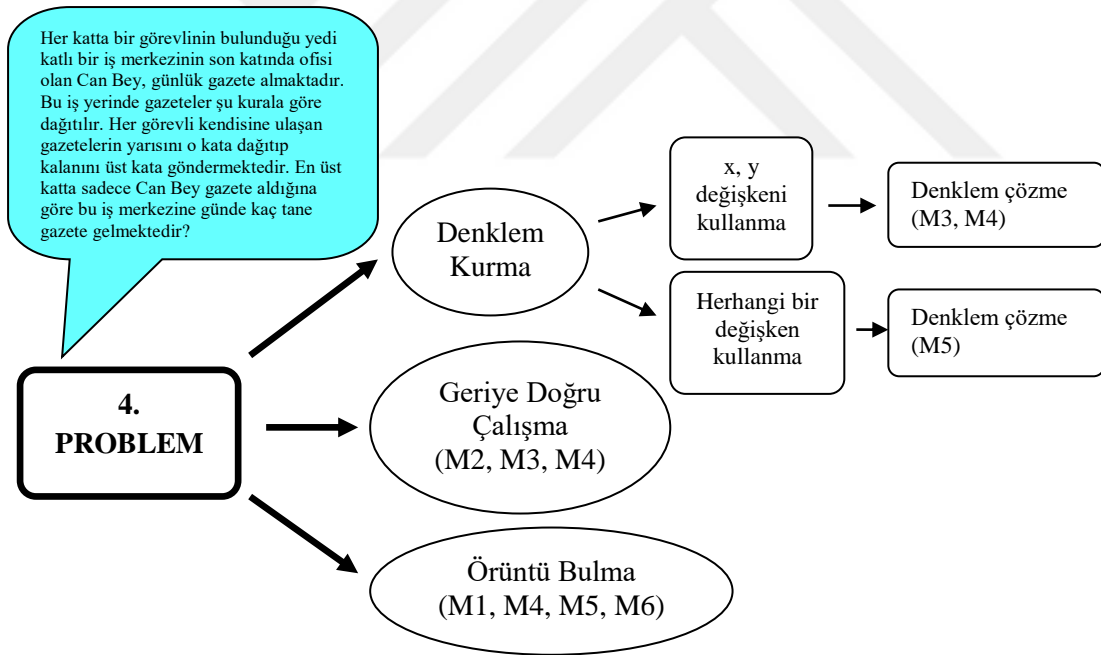 Her katta bir görevlinin bulunduğu yedi
katlı bir iş merkezinin son katında ofisi
olan Can Bey, günlük gazete almaktadır.
Bu iş yerinde gazeteler şu kurala göre
dağıtılır. Her görevli kendisine ulaşan
gazetelerin yarısını o kata dağıtıp
kalanını üst kata göndermektedir. En üst
katta sadece Can Bey gazete aldığına
göre bu iş merkezine günde kaç tane
gazete gelmektedir?
4.
PROBLEM
Denklem
Kurma
x, y
değişkeni
kullanma
Denklem çözme
(M3, M4)
Herhangi bir
değişken
kullanma
Denklem çözme
(M5)
Geriye Doğru
Çalışma
(M2, M3, M4)
Örüntü Bulma
(M1, M4, M5, M6)